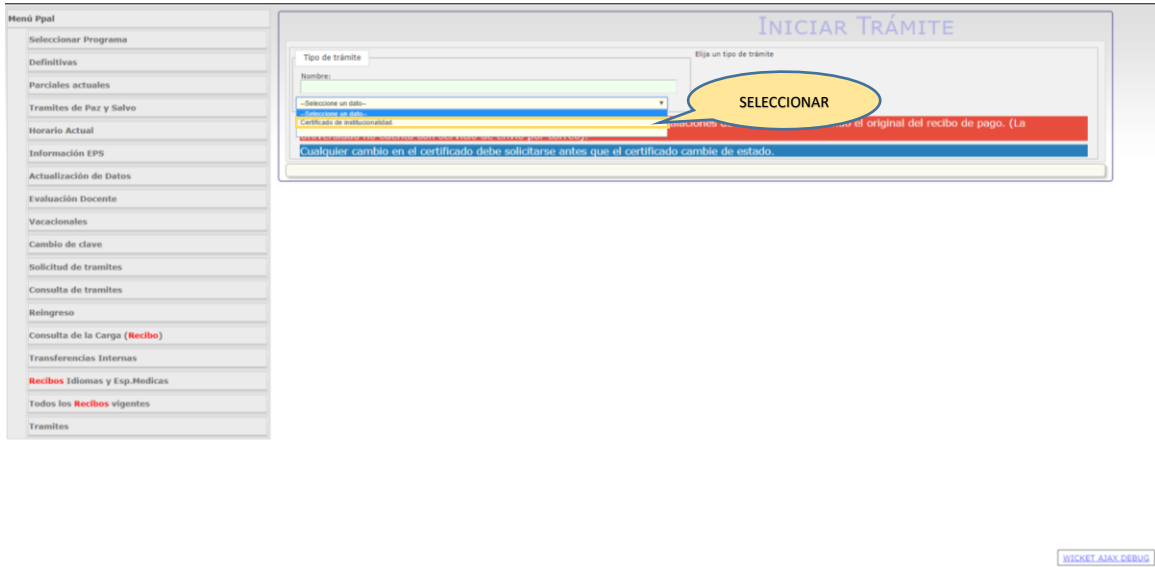 Menú Ppal
Seleccionar Programa
Definitivas
Parciales actuales
Tramites de Paz y Salvo
Horario Actual
Información EPS
Actualización de Datos
Evaluación Docente
Vacacionales
Cambio de clave
Solicitud de tramites
Consulta de tramites
Reingreso
Consulta de la Carga (Recibo)
Transferencias Internas
Recibos Idiomas y Esp.Medicas
Todos los Recibos vigentes
Tramites
INICIAR TRÁMITE
Tipo de trámite
Elija un tipo de trámite
Nombre:
--Seleccione un dato--
--Seleccione un dato--
Certificado de institucionalidad.
SELECCIONAR
el original del recibo de pago. (La
Cualquier cambio en el certificado debe solicitarse antes que el certificado cambie de estado.
WICKET AJAX DEBUG